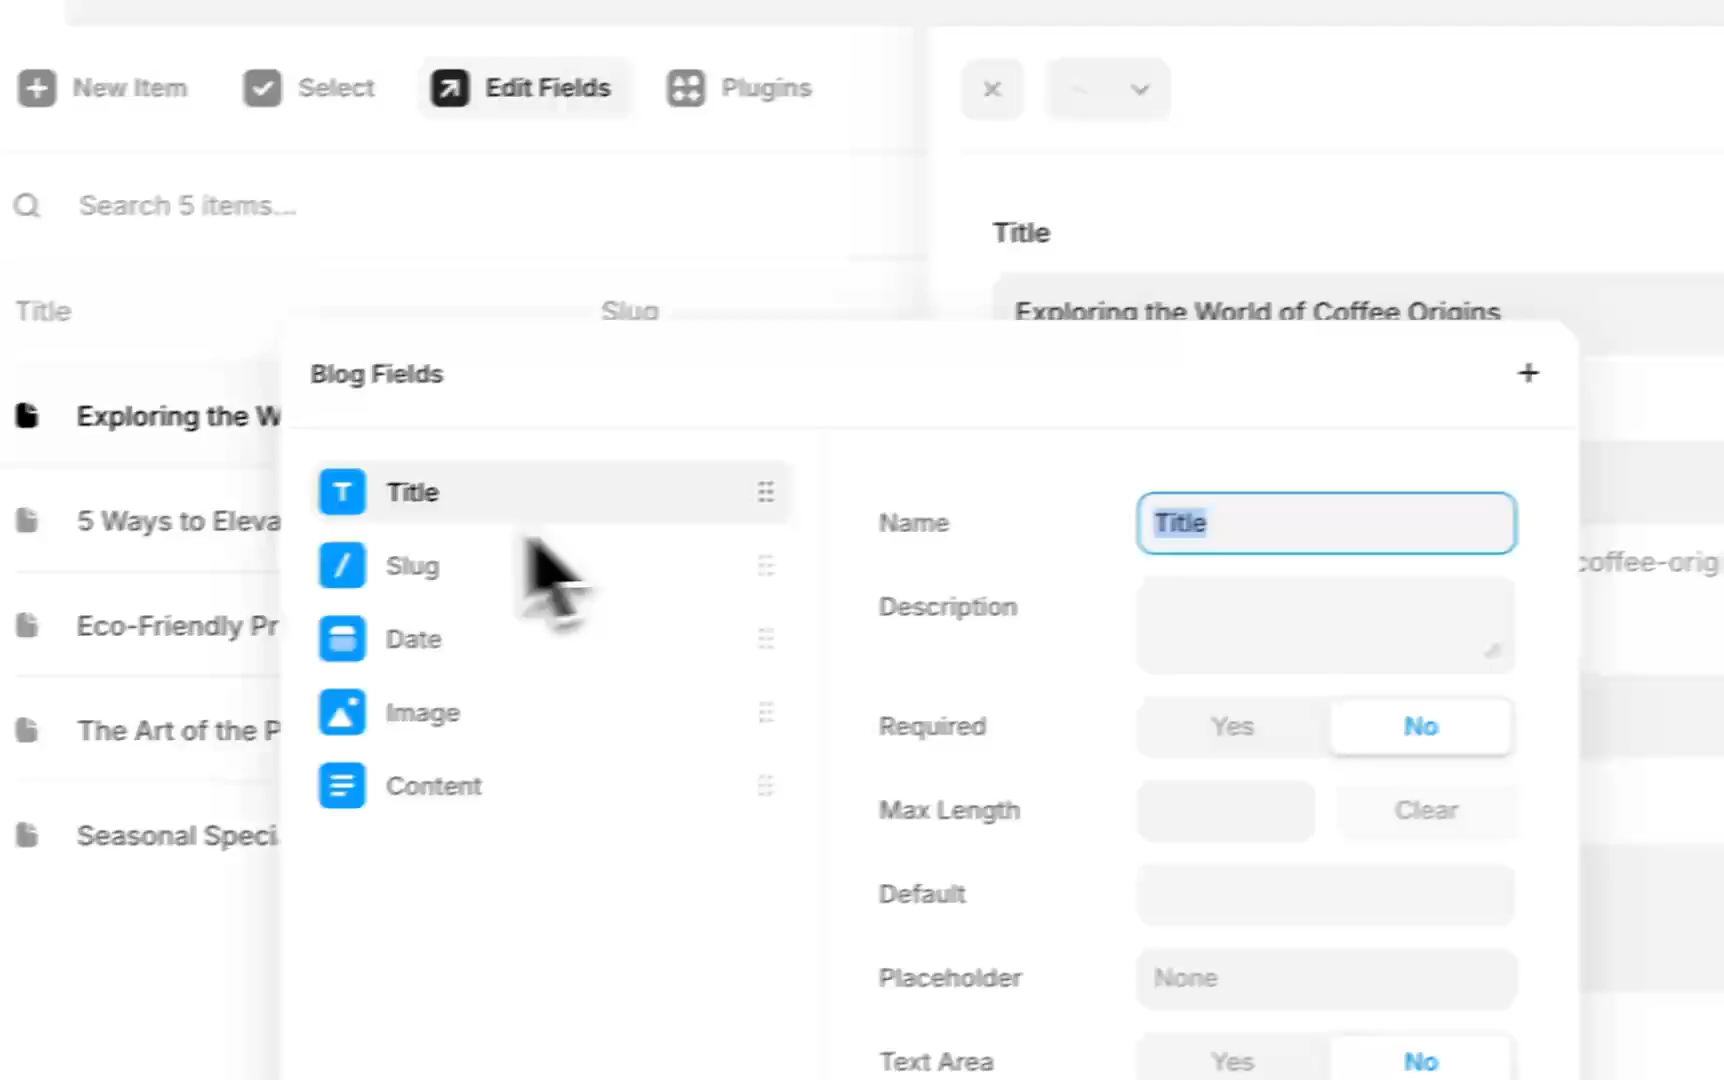 New Item
Select
Edit Fields
Plugins
Search 5 items...
Title
Slug
Title
Exploring the World of Coffee Origins
Blog Fields
Exploring the W
5 Ways to Eleva
Eco-Friendly Pr
The Art of the P
Seasonal Speci
Title
Slug
Date
Image
Content
Name
Title
Description
Required
Yes
No
Max Length
Clear
Default
Placeholder
None
Text Area
Yes
No
coffee-orig